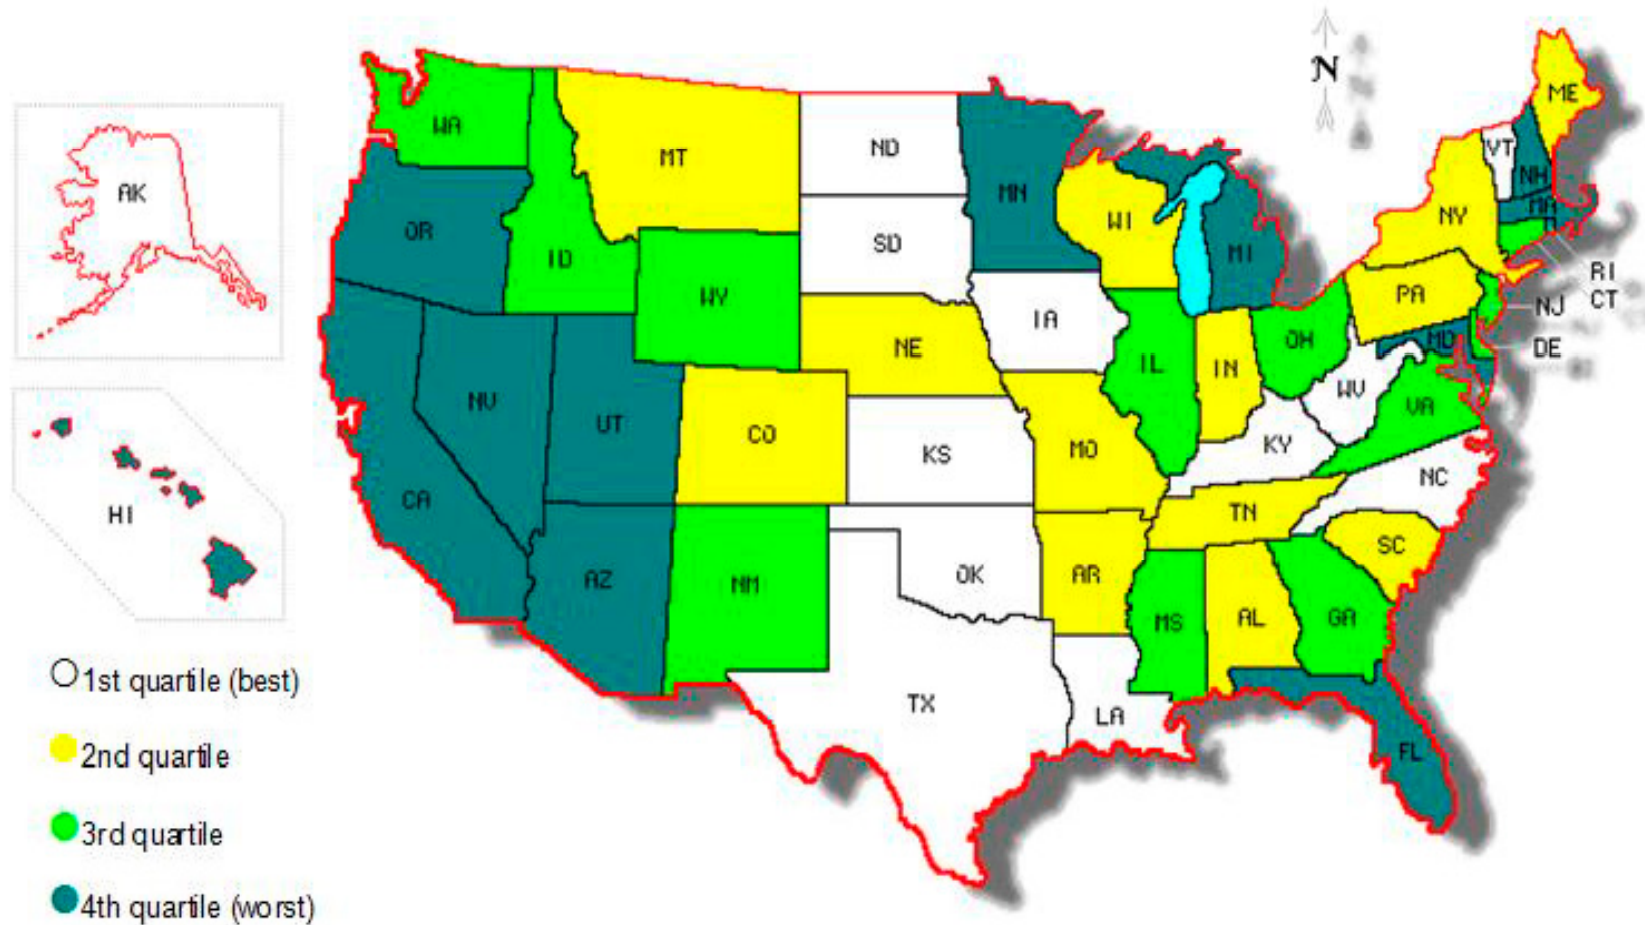 N
ME
WA
MT
ND
VT
NH
MN
MA
OR
WI
NY
SD
MI
ID
RI
WY
PA
CT
NJ
IA
OH
MD
DE
NE
IL
IN
NV
WV
VA
UT
CO
KS
MO
KY
NC
CA
TN
SC
AZ
NM
OK
AR
MS
AL
GA
TX
LA
FL
AK
HI
1st quartile (best)
2nd quartile
3rd quartile
4th quartile (worst)